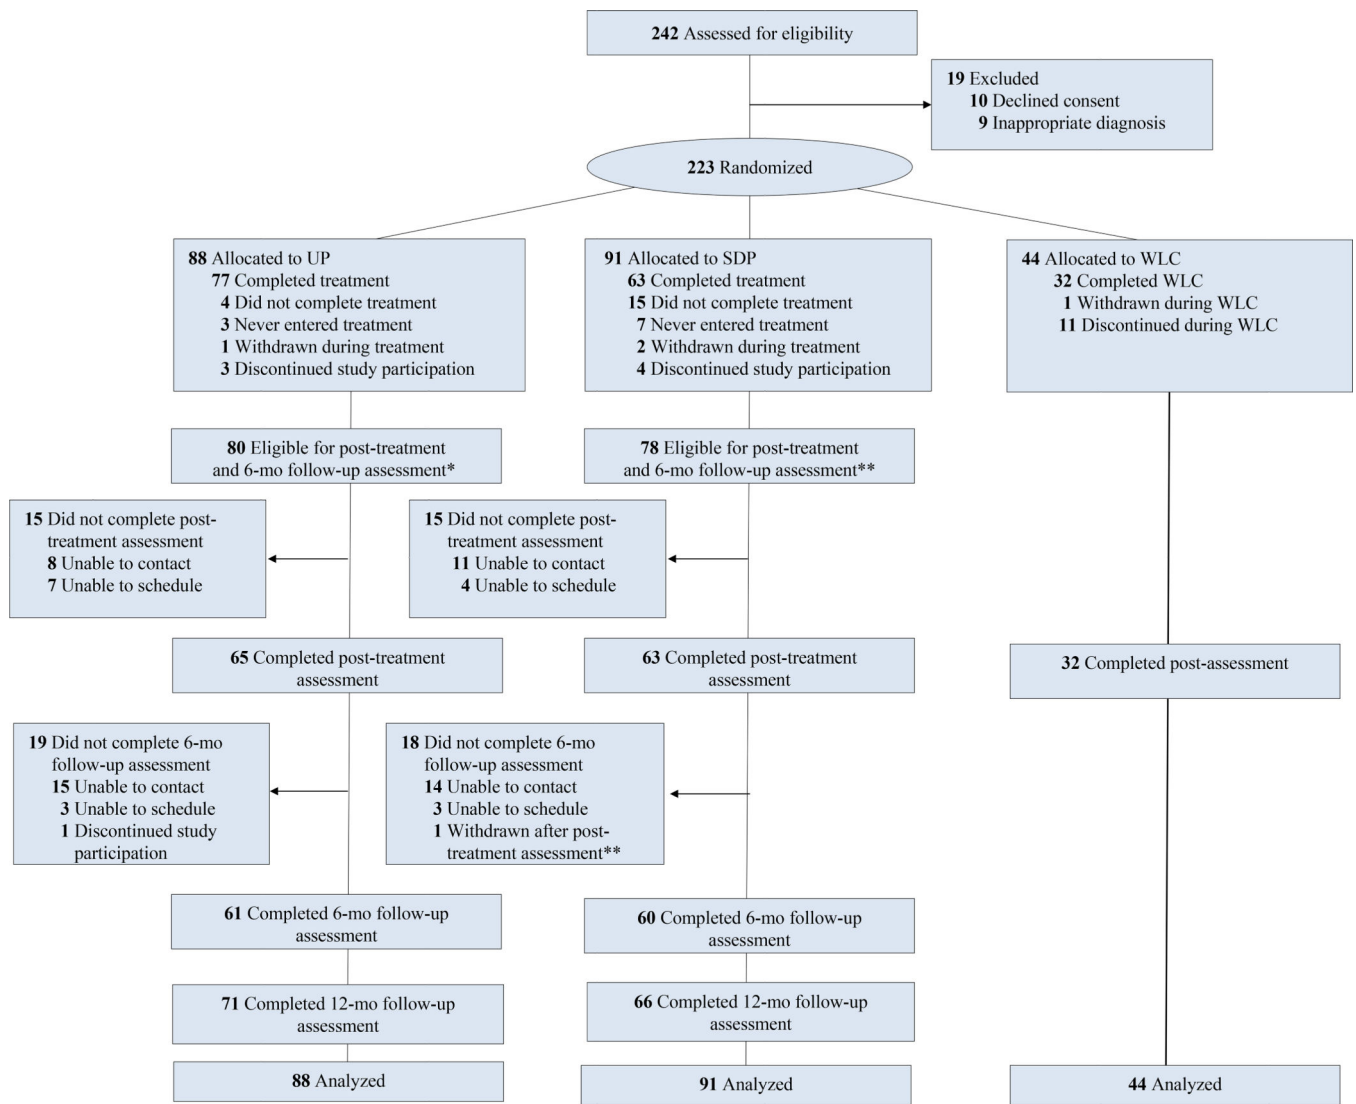 242 Assessed for eligibility
19 Excluded
10 Declined consent
9 Inappropriate diagnosis
223 Randomized
88 Allocated to UP
77 Completed treatment
4 Did not complete treatment
3 Never entered treatment
1 Withdrawn during treatment
3 Discontinued study participation
91 Allocated to SDP
63 Completed treatment
15 Did not complete treatment
7 Never entered treatment
2 Withdrawn during treatment
4 Discontinued study participation
44 Allocated to WLC
32 Completed WLC
1 Withdrawn during WLC
11 Discontinued during WLC
80 Eligible for post-treatment
and 6-mo follow-up assessment*
78 Eligible for post-treatment
and 6-mo follow-up assessment**
15 Did not complete post-
treatment assessment
8 Unable to contact
7 Unable to schedule
15 Did not complete post-
treatment assessment
11 Unable to contact
4 Unable to schedule
65 Completed post-treatment
assessment
63 Completed post-treatment
assessment
32 Completed post-assessment
19 Did not complete 6-mo
follow-up assessment
15 Unable to contact
3 Unable to schedule
1 Discontinued study
participation
18 Did not complete 6-mo
follow-up assessment
14 Unable to contact
3 Unable to schedule
1 Withdrawn after post-
treatment assessment**
61 Completed 6-mo follow-up
assessment
60 Completed 6-mo follow-up
assessment
71 Completed 12-mo follow-up
assessment
66 Completed 12-mo follow-up
assessment
88 Analyzed
91 Analyzed
44 Analyzed